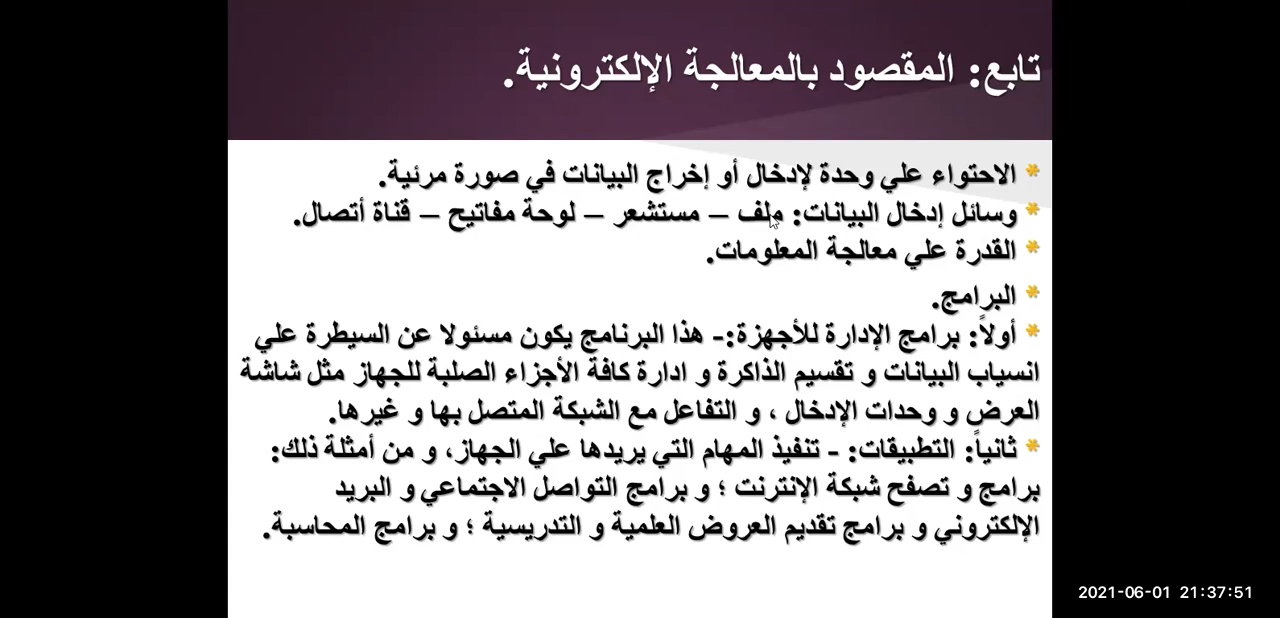 تابع: المقصود بالمعالجة الإلكترونية.
* الاحتواء علي وحدة لإدخال أو إخراج البيانات في صورة مرئية.
* وسائل إدخال البيانات: ملف – مستشعر – لوحة مفاتيح – قناة أتصال.
* القدرة علي معالجة المعلومات.
* البرامج.
* أولاً: برامج الإدارة للأجهزة:- هذا البرنامج يكون مسئولا عن السيطرة علي
انسياب البيانات و تقسيم الذاكرة و ادارة كافة الأجزاء الصلبة للجهاز مثل شاشة
العرض و وحدات الإدخال ، و التفاعل مع الشبكة المتصل بها و غيرها.
* ثانياً: التطبيقات: - تنفيذ المهام التي يريدها علي الجهاز، و من أمثلة ذلك:
برامج و تصفح شبكة الإنترنت ؛ و برامج التواصل الاجتماعي و البريد
الإلكتروني و برامج تقديم العروض العلمية و التدريسية ؛ و برامج المحاسبة.
2021-06-01 21:37:51